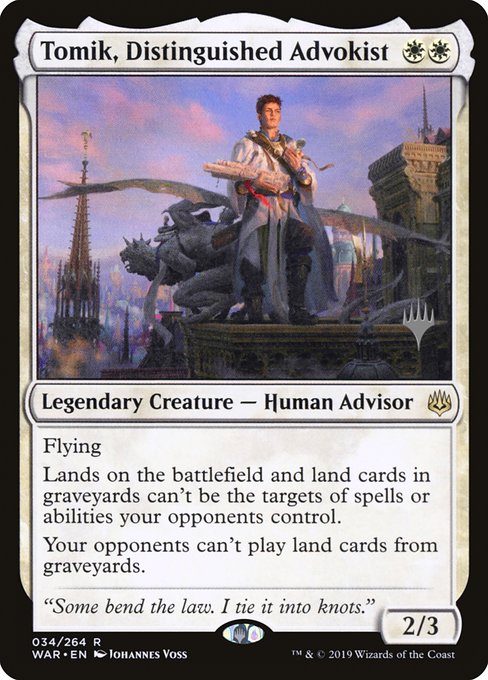 Tomik, Distinguished Advokist
Legendary Creature — Human Advisor
Flying
Lands on the battlefield and land cards in
graveyards can't be the targets of spells or
abilities your opponents control.
Your opponents can't play land cards from
graveyards.
“Some bend the law. I tie it into knots.”
2/3
034/264 R
WAR • EN Johannes Voss
™ & © 2019 Wizards of the Coast